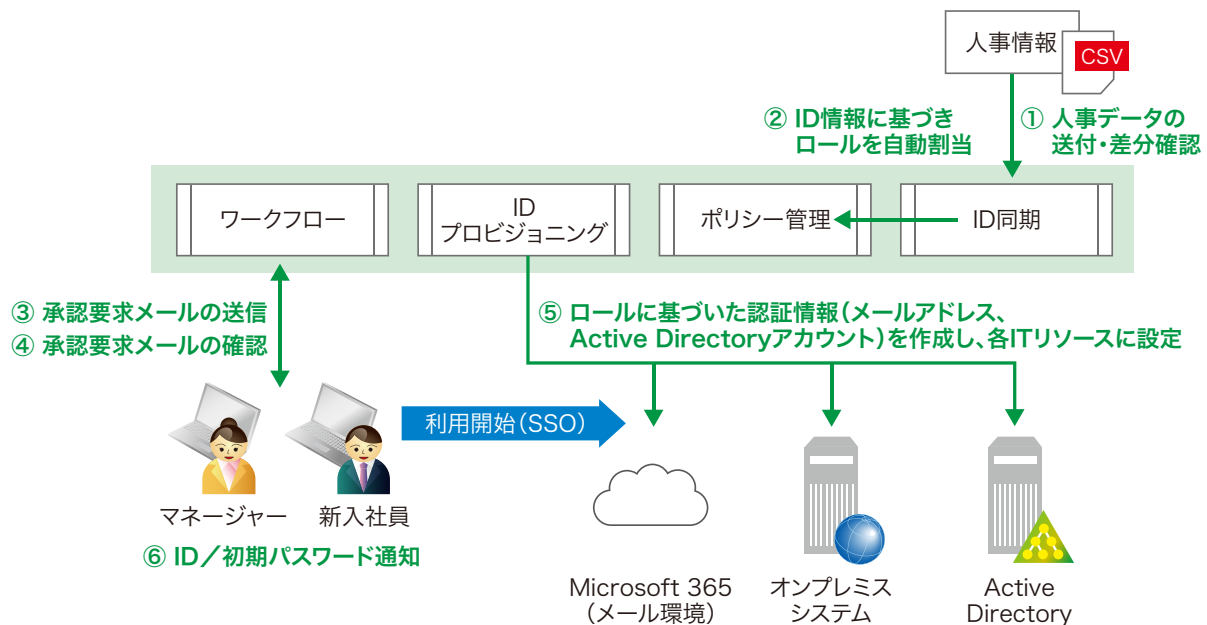 人事情報
CSV
② ID情報に基づき
ロールを自動割当
① 人事データの
送付・差分確認
ワークフロー
ID
プロビジョニング
ポリシー管理
ID同期
③ 承認要求メールの送信
④ 承認要求メールの確認
⑤ ロールに基づいた認証情報（メールアドレス、
Active Directoryアカウント）を作成し、各ITリソースに設定
利用開始（SSO）
マネージャー
新入社員
⑥ ID／初期パスワード通知
Microsoft 365
（メール環境）
オンプレミス
システム
Active
Directory